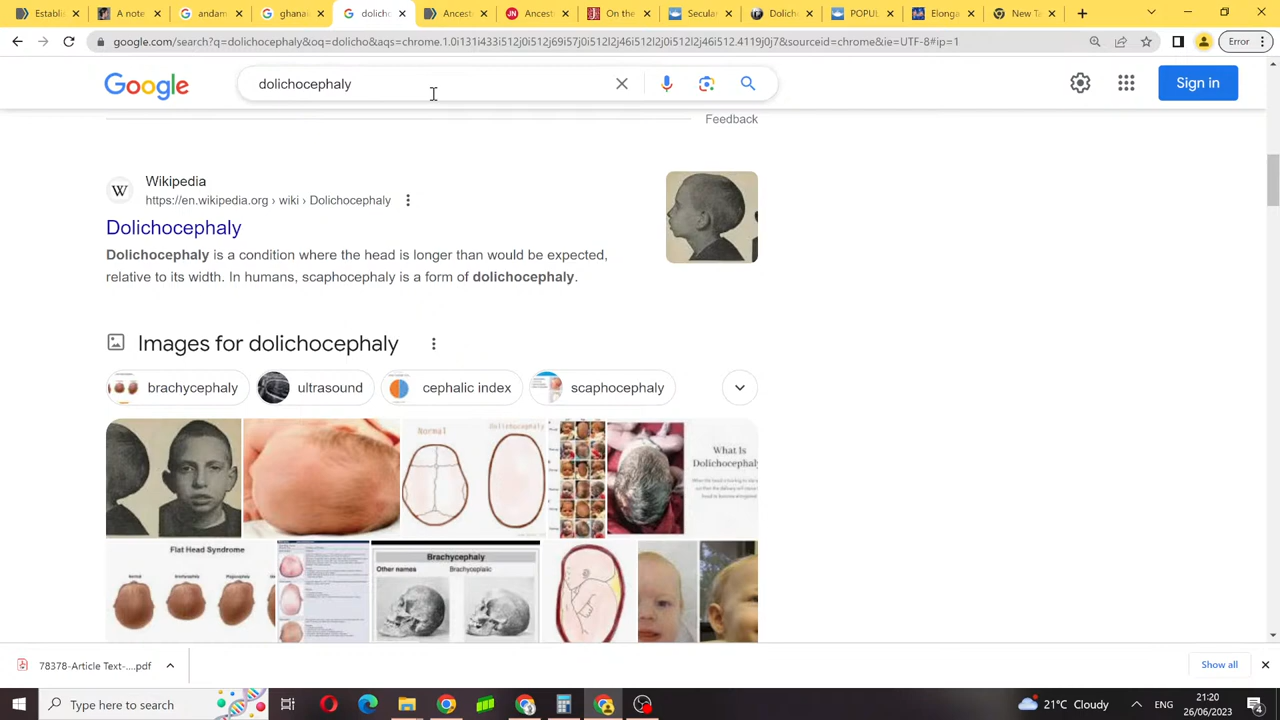 Establis
A note
andam
ghanaia
dolicho
Ancest
Ancest
On the
Secular
Dolich
POPUL
Elonga
New Ta
google.com/search?q=dolichocephaly&oq=dolicho&aqs=chrome.1.0i131i433i512j0i512j69i57j0i512l2j46i512l2j0i512l2j46i512.4119j0j7&sourceid=chrome&ie=UTF-8#ip=1
Error
Google
dolichocephaly
Sign in
Feedback
W
Wikipedia
https://en.wikipedia.org › wiki › Dolichocephaly
Dolichocephaly
Dolichocephaly is a condition where the head is longer than would be expected,
relative to its width. In humans, scaphocephaly is a form of dolichocephaly.
Images for dolichocephaly
brachycephaly
ultrasound
cephalic index
scaphocephaly
Normal
Dolichocephaly
What Is
Dolichocephaly
Flat Head Syndrome
Brachycephaly
Other names
Brachycephalic
78378-Article Text-....pdf
Show all
Type here to search
21°C Cloudy
ENG
21:20
26/06/2023